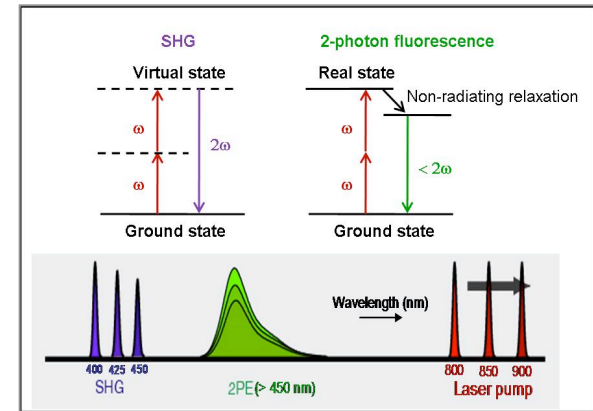 SHG
2-photon fluorescence
Virtual state
Real state
Non-radiating relaxation
ω
2ω
ω
< 2ω
ω
ω
Ground state
Ground state
Wavelength (nm)
400 425 450
800 850 900
SHG
2PE(> 450 nm)
Laser pump